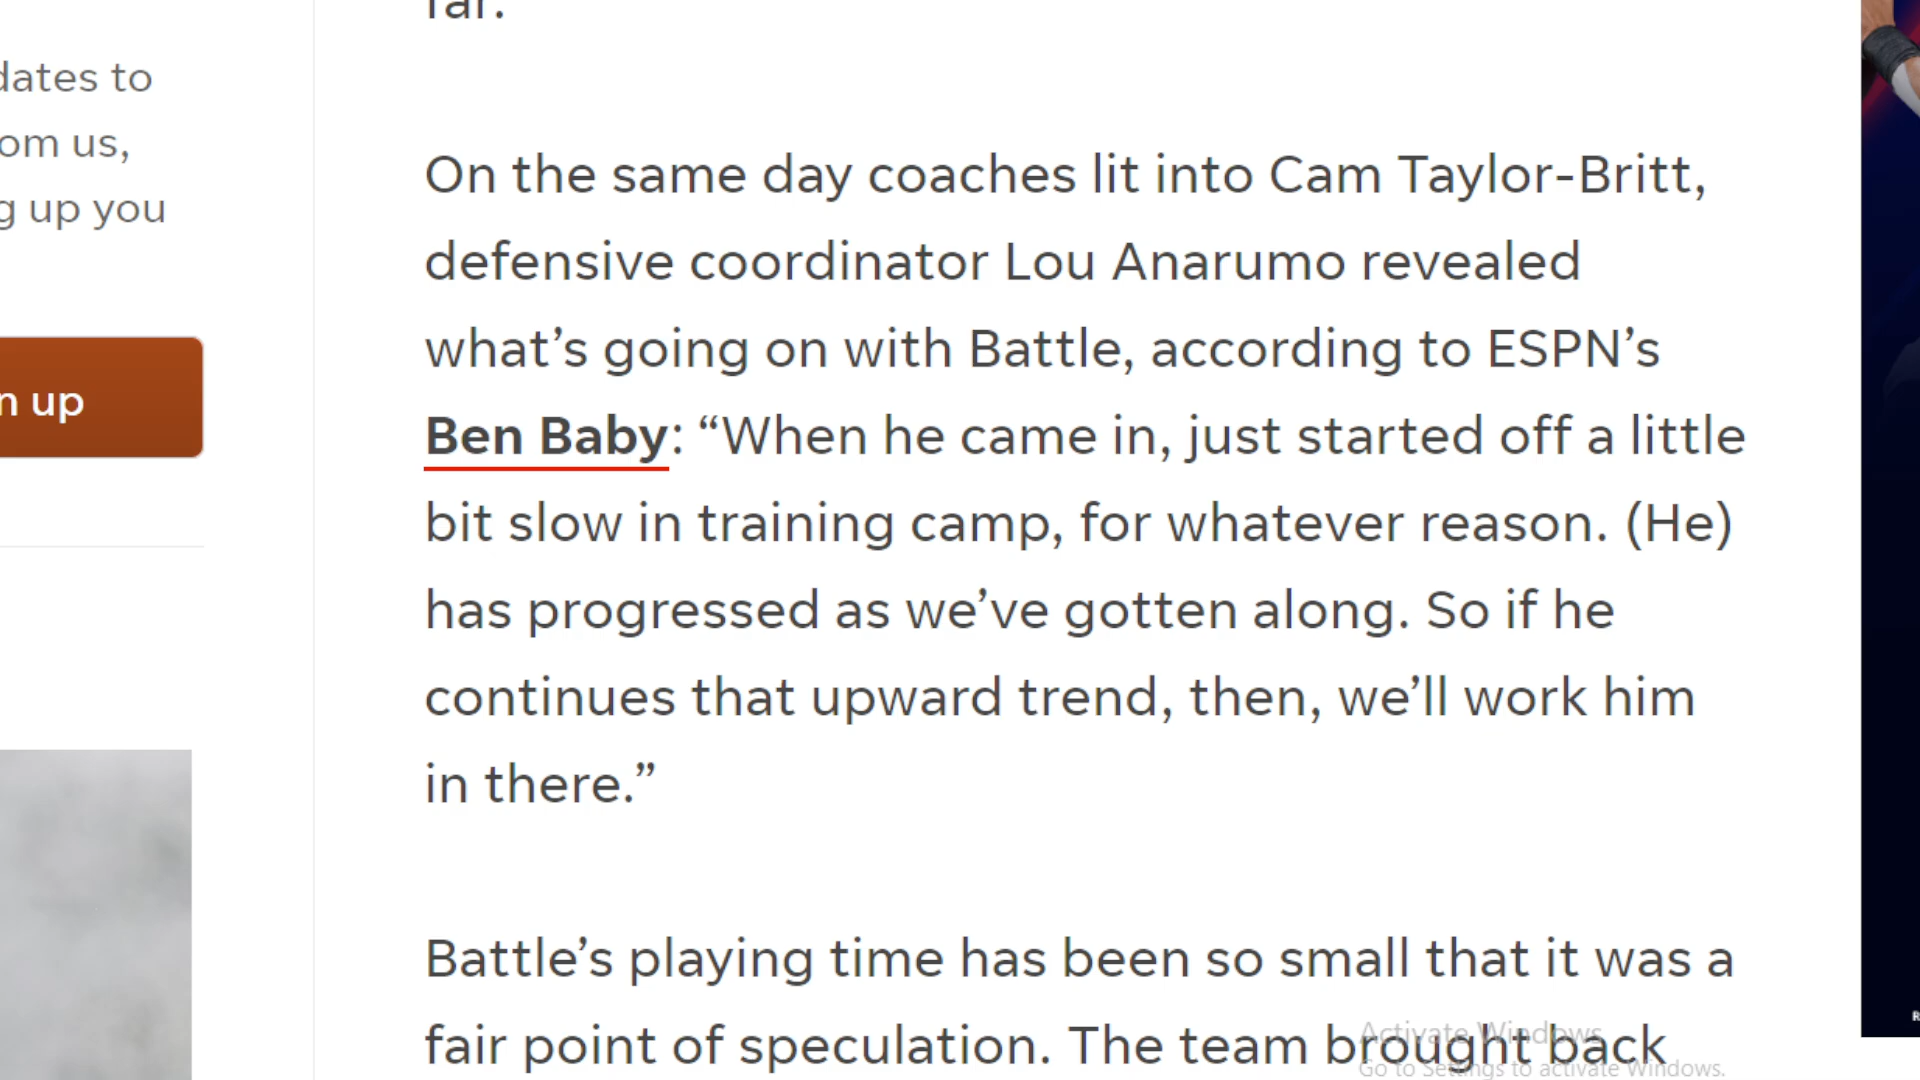 far.
dates to
om us,
g up you
n up
On the same day coaches lit into Cam Taylor-Britt,
defensive coordinator Lou Anarumo revealed
what’s going on with Battle, according to ESPN’s
Ben Baby: “When he came in, just started off a little
bit slow in training camp, for whatever reason. (He)
has progressed as we’ve gotten along. So if he
continues that upward trend, then, we’ll work him
in there.”
Battle’s playing time has been so small that it was a
fair point of speculation. The team brought back
Activate Windows
Go to Settings to activate Windows.